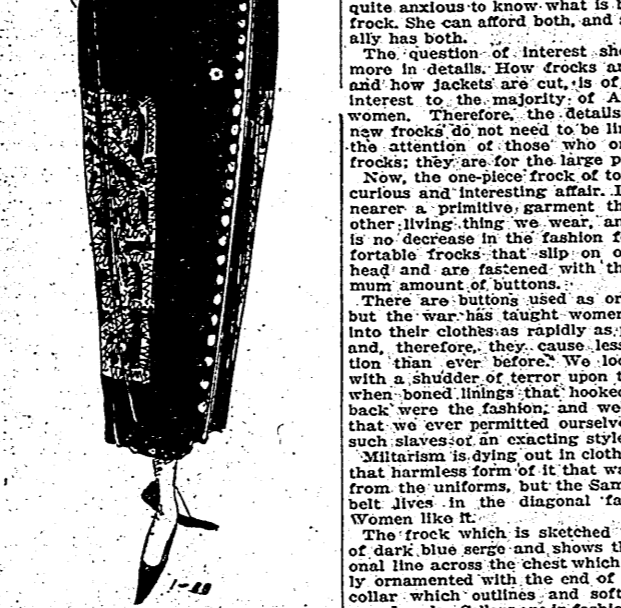 quite anxious to know what is b
frock. She can afford both, and
ally has both.
The question of interest sh
more in details. How frocks a
and how jackets are cut, is of
interest to the majority of A
women. Therefore, the details
new frocks do not need to be li
the attention of those who o
frocks; they are for the large p
Now, the one-piece frock of to
curious and interesting affair. I
nearer a primitive garment th
other living thing we wear, an
is no decrease in the fashion f
fortable frocks that slip on o
head and are fastened with th
mum amount of buttons.
There are buttons used as or
but the war has taught women
into their clothes as rapidly as
and, therefore, they cause less
tion than ever before. We loo
with a shudder of terror upon t
when boned linings that hooked
back were the fashion, and we
that we ever permitted ourselve
such slaves of an exacting style
Miltarism is dying out in cloth
that harmless form of it that wa
from the uniforms, but the Sam
belt lives in the diagonal fa
Women like it.
The frock which is sketched
of dark blue serge and shows t
onal line across the chest which
ly ornamented with the end of
collar which outlines and soft
1-20